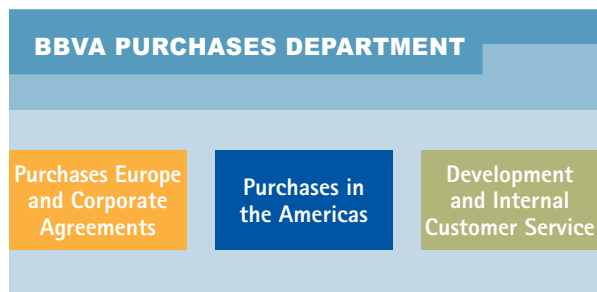 BBVA PURCHASES DEPARTMENT
Purchases Europe
and Corporate
Agreements
Purchases in
the Americas
Development
and Internal
Customer Service